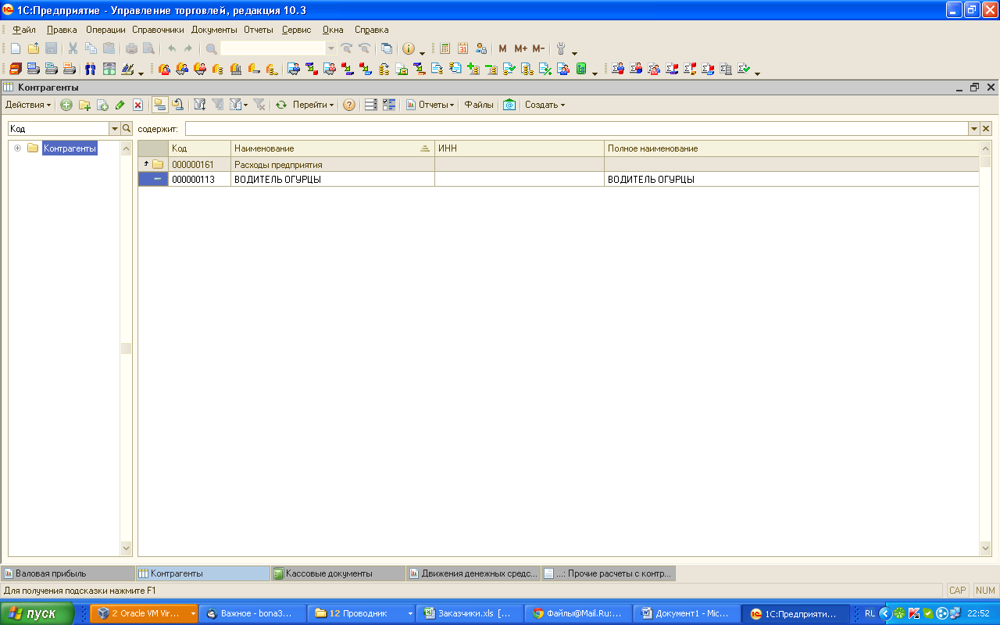 1С:Предприятие - Управление торговлей, редакция 10.3
Файл Правка Операции Справочники Документы Отчеты Сервис Окна Справка
M M+ M-
Контрагенты
Действия Перейти Отчеты Файлы Создать
Код содержит:
Контрагенты
Код Наименование ИНН Полное наименование
000000161 Расходы предприятия
000000113 ВОДИТЕЛЬ ОГУРЦЫ ВОДИТЕЛЬ ОГУРЦЫ
Валовая прибыль Контрагенты Кассовые документы Движения денежных средс... ...: Прочие расчеты с контр...
Для получения подсказки нажмите F1 CAP NUM
пуск 2 Oracle VM Vir... Важное - bona3... 12 Проводник Заказчики.xls [... Файлы@Mail.Ru:... Документ1 - Mic... 1С:Предприяти... RL 22:52